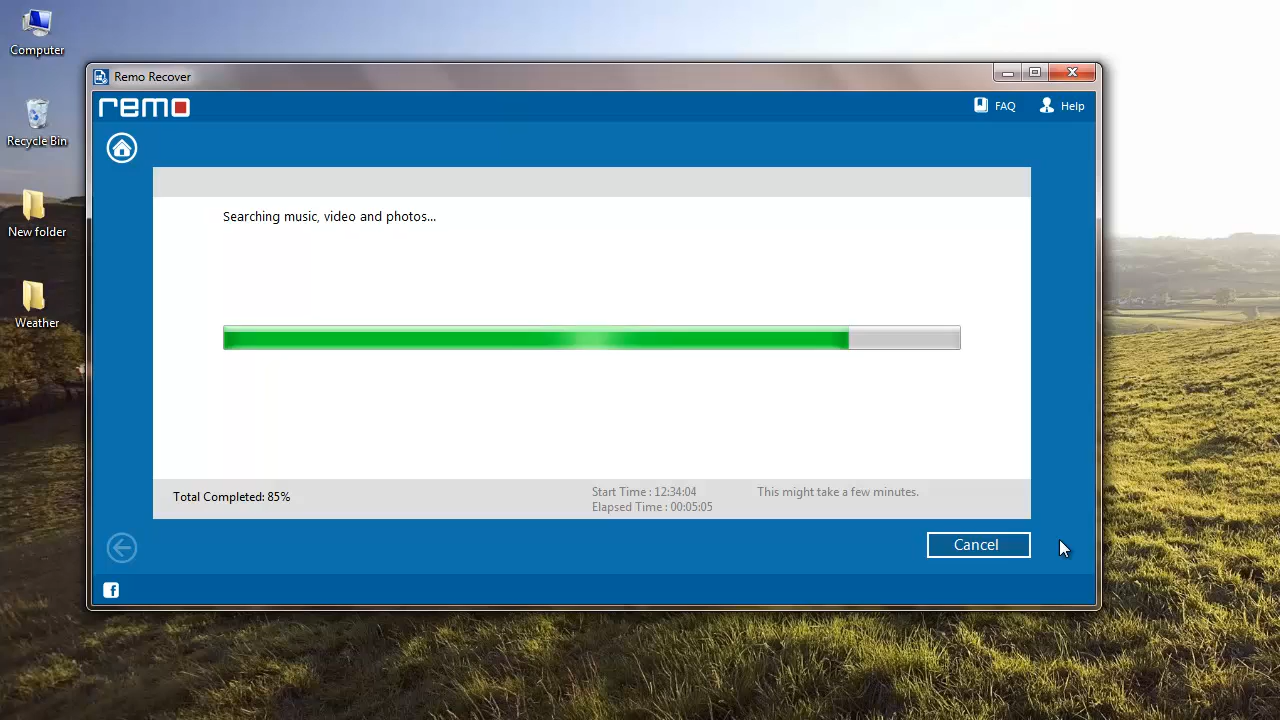 Computer
Recycle Bin
New folder
Weather
Remo Recover
remo
FAQ
Help
Searching music, video and photos...
Total Completed: 85%
Start Time : 12:34:04
Elapsed Time : 00:05:05
This might take a few minutes.
Cancel
f